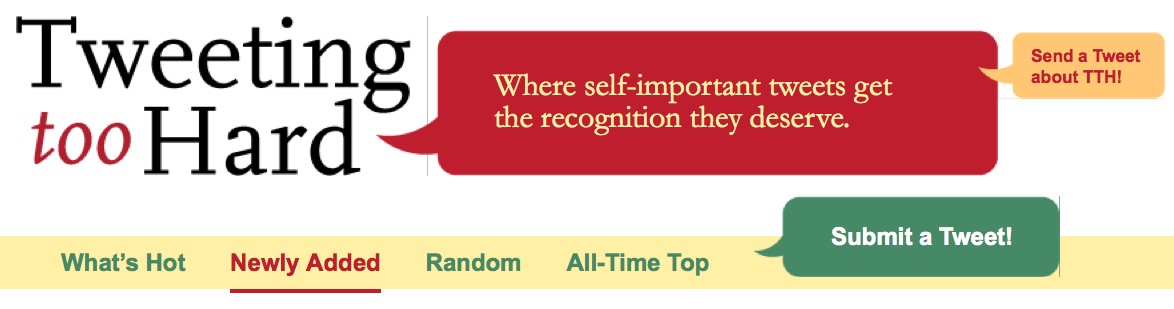 Tweeting
too Hard
Where self-important tweets get
the recognition they deserve.
Send a Tweet
about TTH!
Submit a Tweet!
What’s Hot Newly Added Random All-Time Top